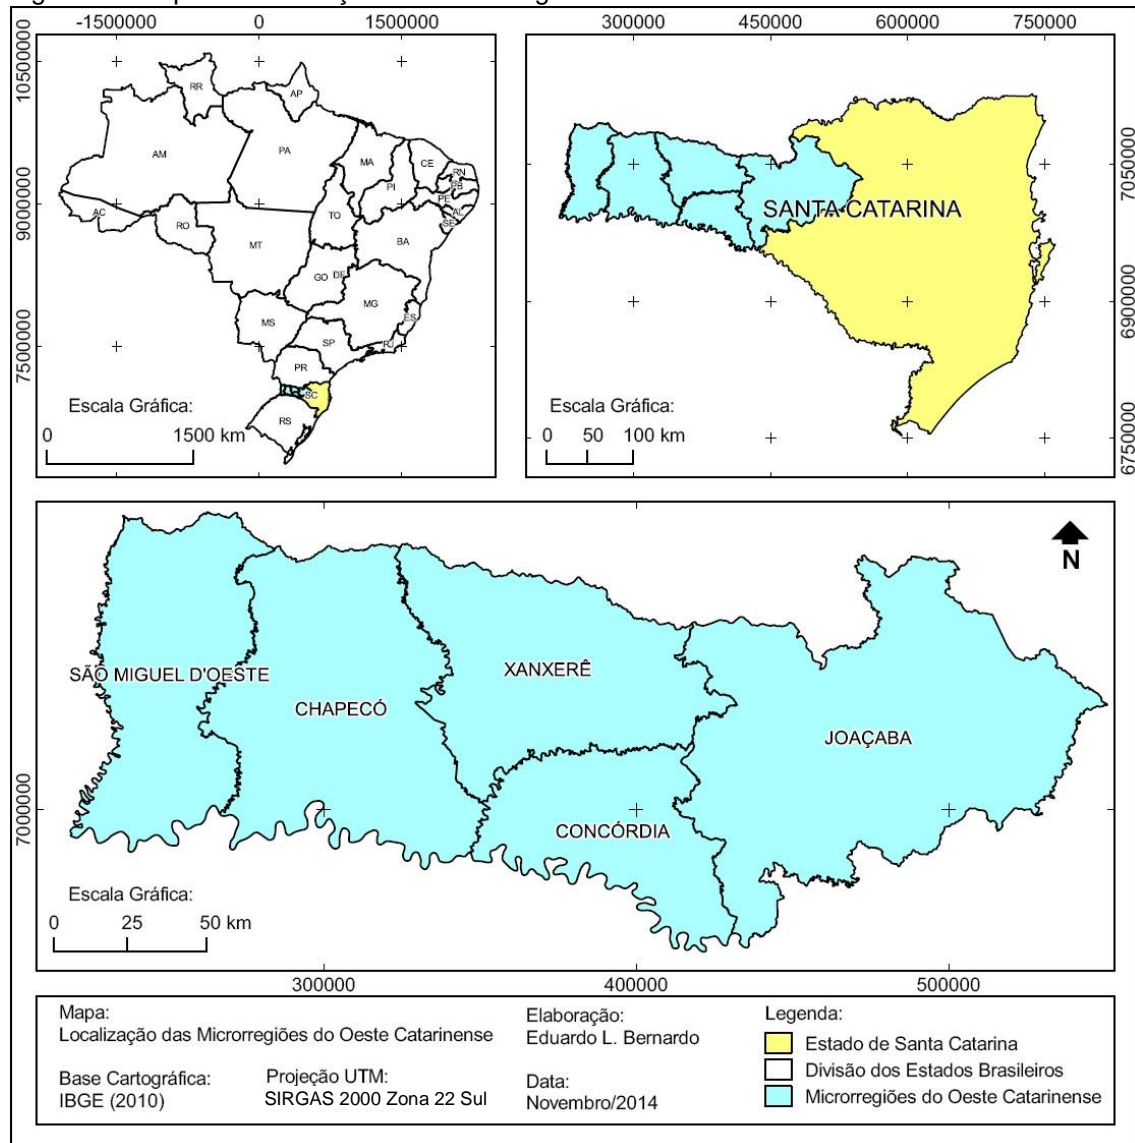 -1500000 0 1500000
300000 450000 600000 750000
10500000
9000000
7500000
RR
AP
AM
PA
MA
CE
RN
PB
PI
PE
AL
SE
AC
RO
TO
BA
MT
GO
DF
MG
ES
MS
SP
RJ
PR
SC
RS
Escala Gráfica:
0 1500 km
SANTA CATARINA
7050000
6900000
6750000
Escala Gráfica:
0 50 100 km
N
SÃO MIGUEL D'OESTE
CHAPECÓ
XANXERÊ
JOAÇABA
CONCÓRDIA
7000000
Escala Gráfica:
0 25 50 km
300000 400000 500000
Mapa:
Localização das Microrregiões do Oeste Catarinense
Base Cartográfica:
IBGE (2010)
Projeção UTM:
SIRGAS 2000 Zona 22 Sul
Elaboração:
Eduardo L. Bernardo
Data:
Novembro/2014
Legenda:
Estado de Santa Catarina
Divisão dos Estados Brasileiros
Microrregiões do Oeste Catarinense